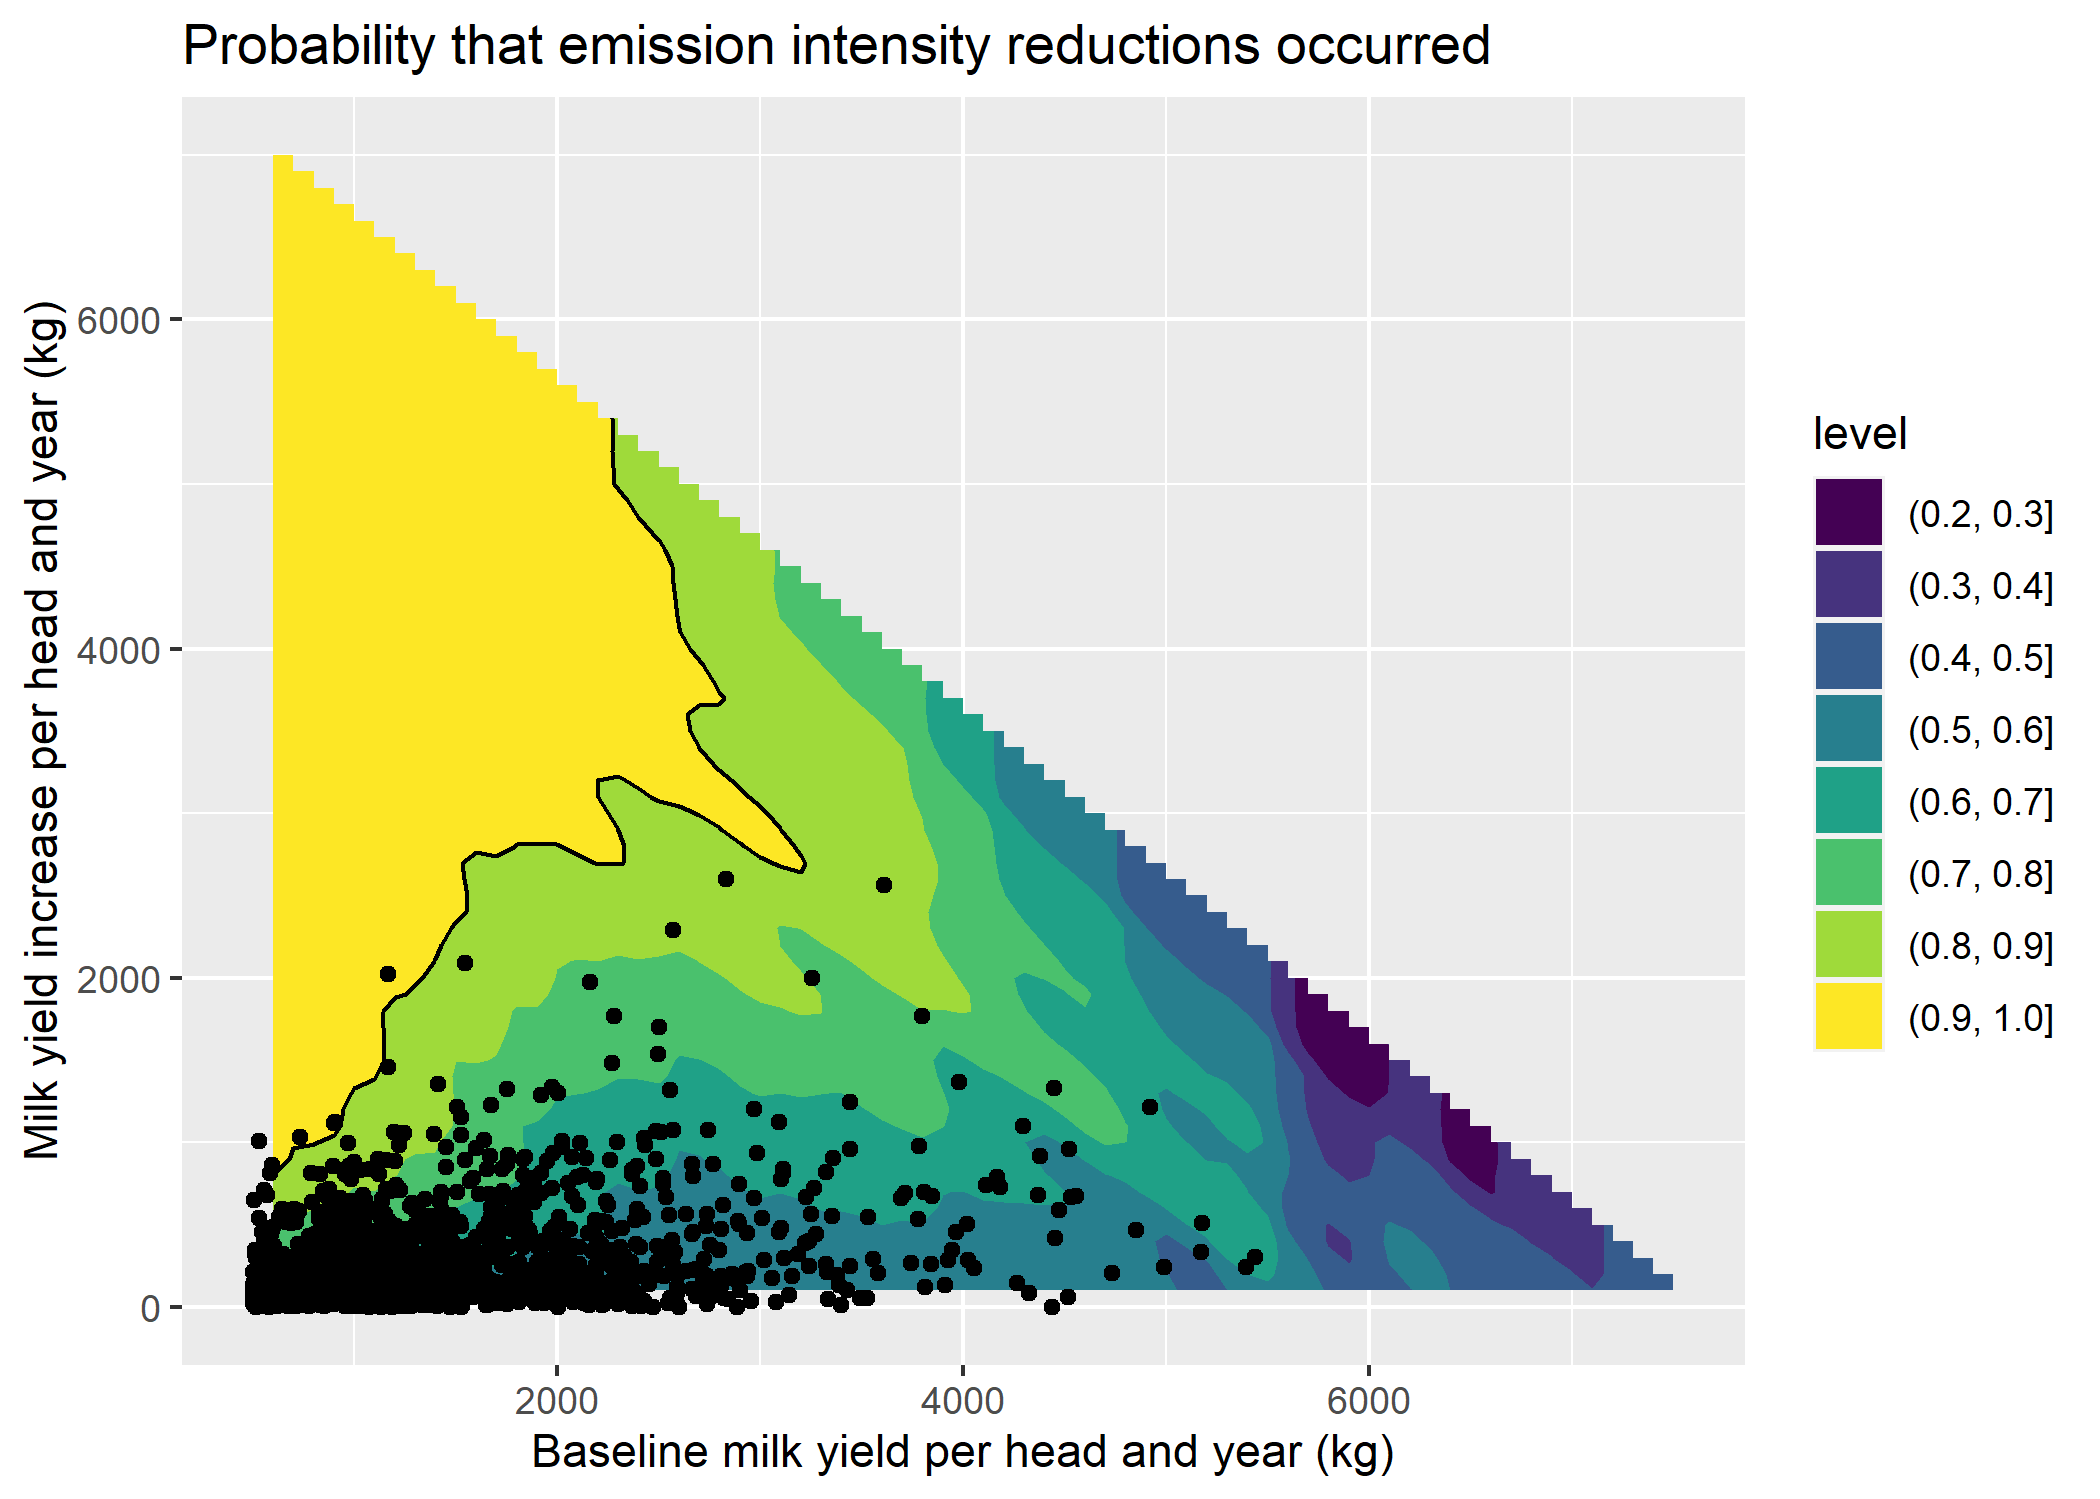 Probability that emission intensity reductions occurred
Milk yield increase per head and year (kg)
6000
4000
2000
0
2000 4000 6000
Baseline milk yield per head and year (kg)
level
(0.2, 0.3]
(0.3, 0.4]
(0.4, 0.5]
(0.5, 0.6]
(0.6, 0.7]
(0.7, 0.8]
(0.8, 0.9]
(0.9, 1.0]